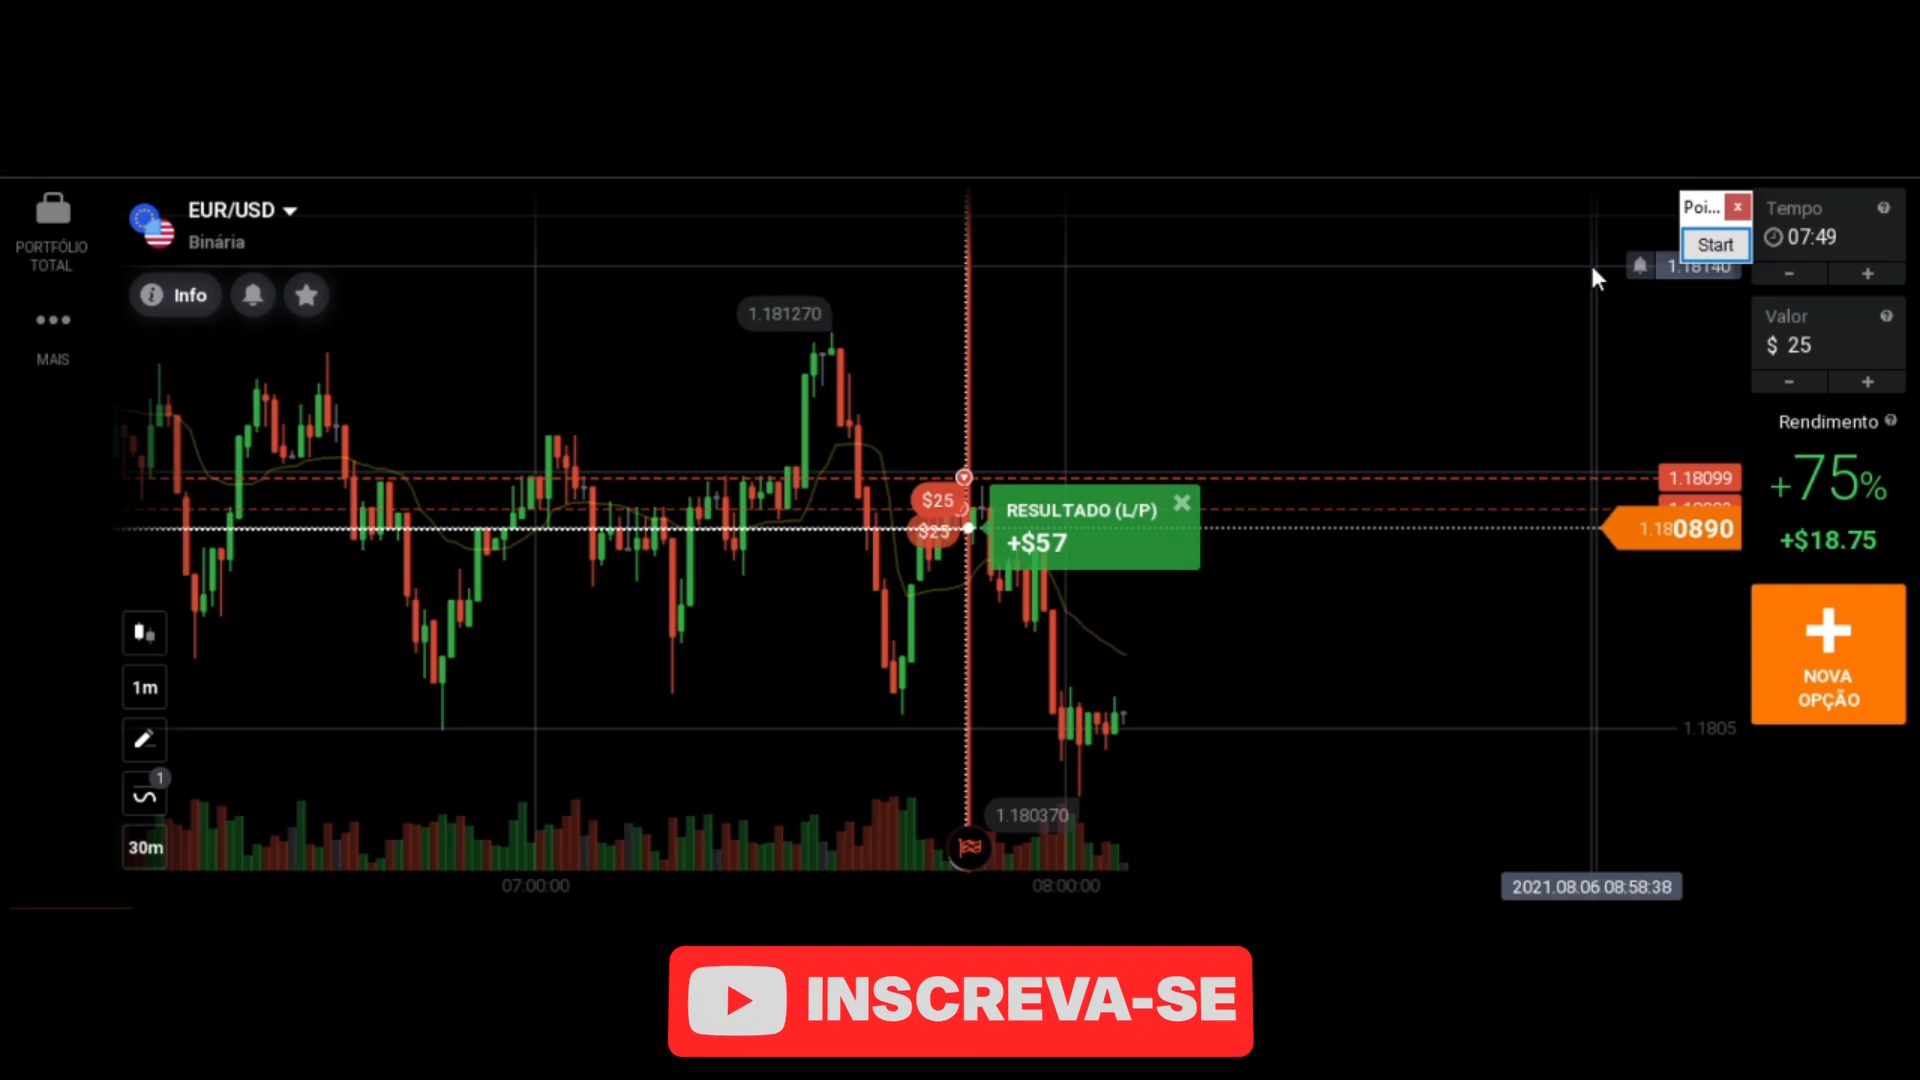 PORTFÓLIO
TOTAL
MAIS
EUR/USD
Binária
Info
1.181270
Poi...
x
Start
1.18140
Tempo
07:49
-
+
Valor
$ 25
-
+
Rendimento
+75%
+$18.75
1.18099
1.180890
$25
$25
RESULTADO (L/P)
+$57
NOVA
OPÇÃO
1.1805
1m
1
30m
1.180370
07:00:00
08:00:00
2021.08.06 08:58:38
INSCREVA-SE